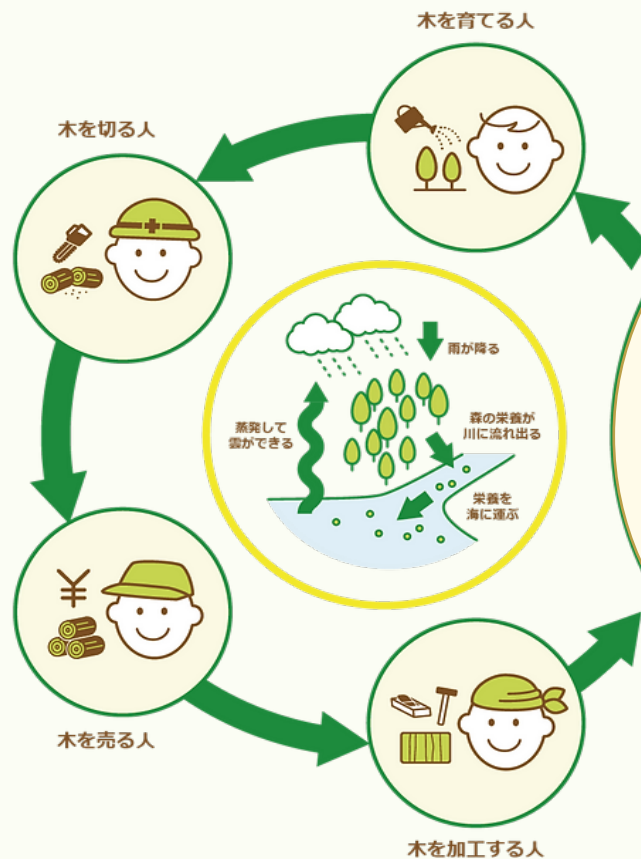 木を育てる人
木を切る人
雨が降る
蒸発して
雲ができる
森の栄養が
川に流れ出る
栄養を
海に運ぶ
¥
木を売る人
木を加工する人